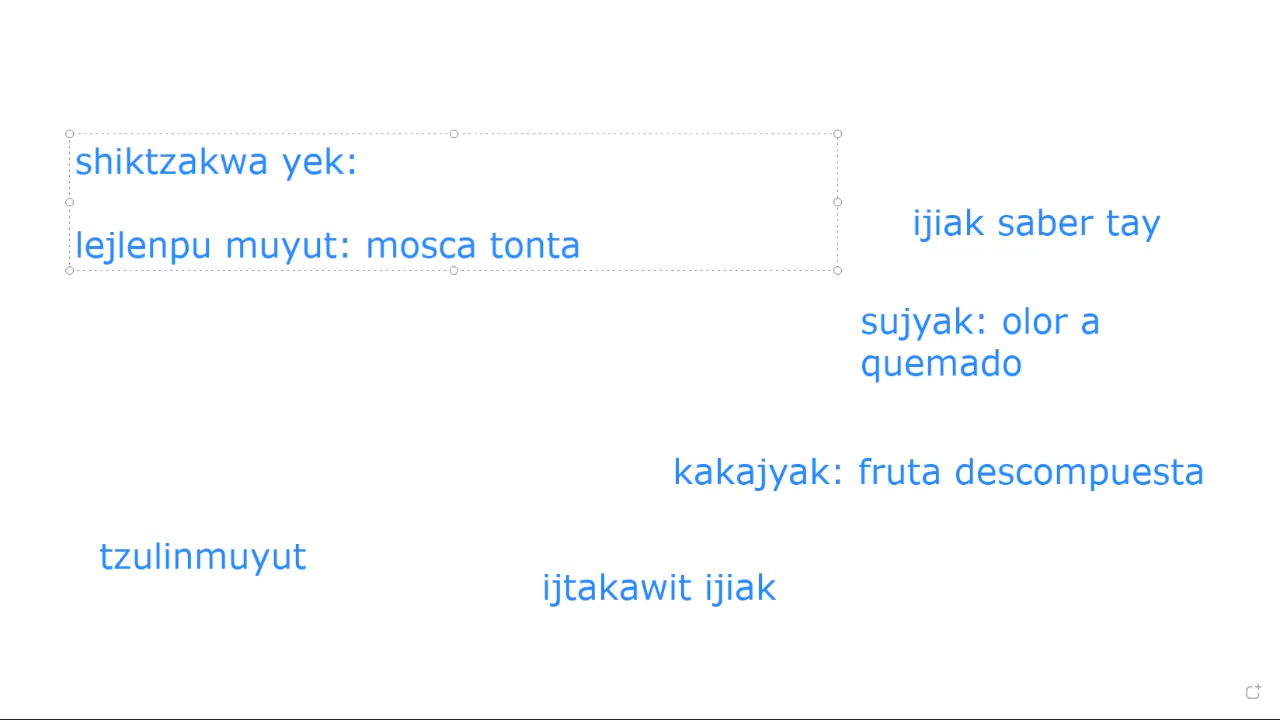 shiktzakwa yek:
lejlenpu muyut: mosca tonta
ijiak saber tay
sujyak: olor a
quemado
kakajyak: fruta descompuesta
tzulinmuyut
ijtakawit ijiak